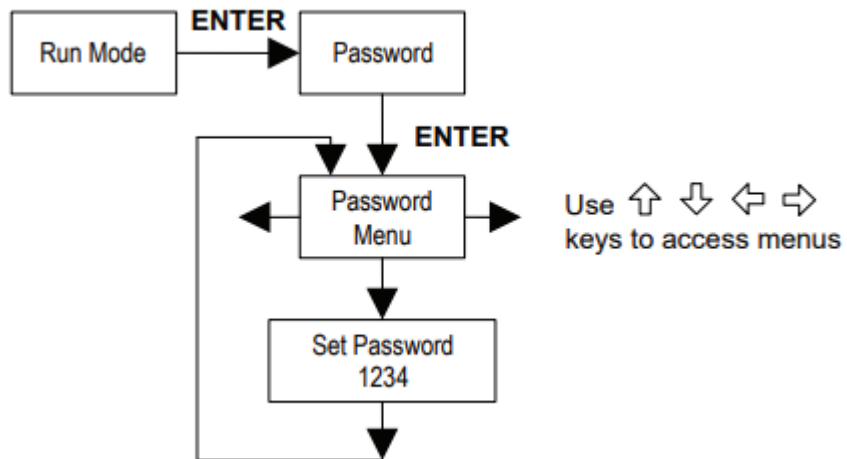 ENTER
Run Mode
Password
ENTER
Password
Menu
Use ⇧ ⇩ ⇦ ⇨
keys to access menus
Set Password
1234